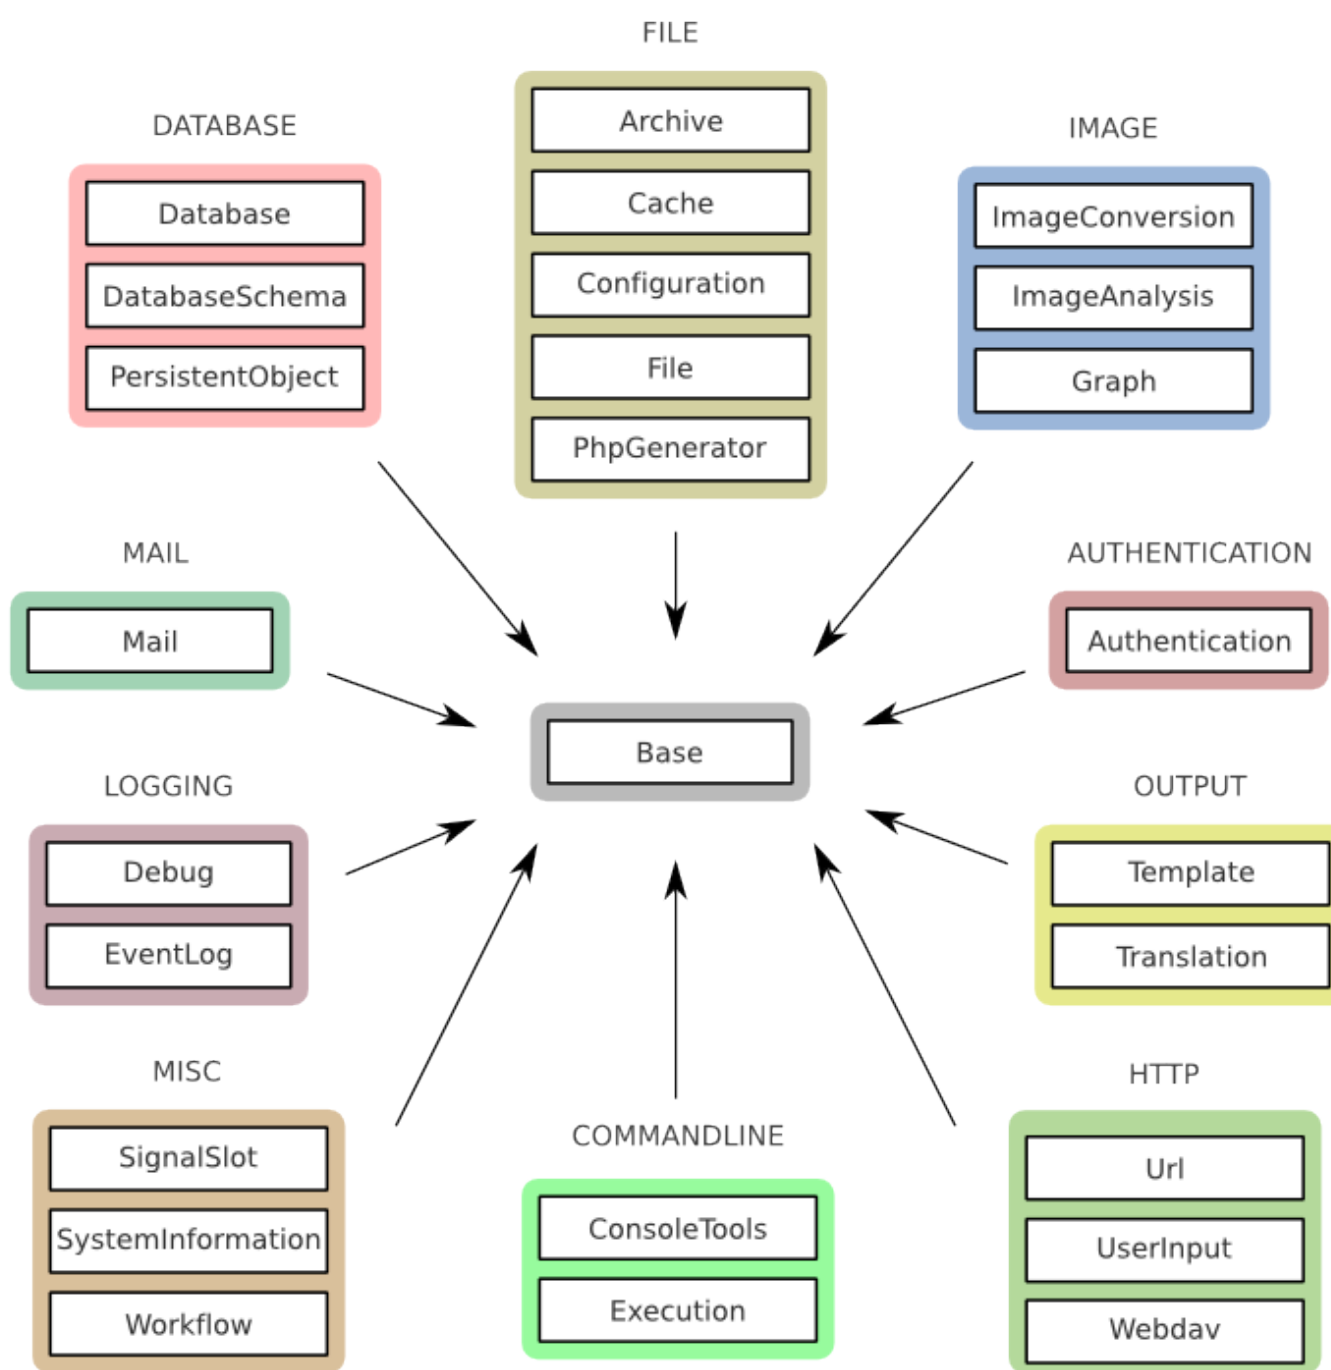 FILE
Archive
Cache
Configuration
File
PhpGenerator
DATABASE
Database
DatabaseSchema
PersistentObject
IMAGE
ImageConversion
ImageAnalysis
Graph
MAIL
Mail
AUTHENTICATION
Authentication
Base
LOGGING
Debug
EventLog
OUTPUT
Template
Translation
MISC
SignalSlot
SystemInformation
Workflow
COMMANDLINE
ConsoleTools
Execution
HTTP
Url
UserInput
Webdav